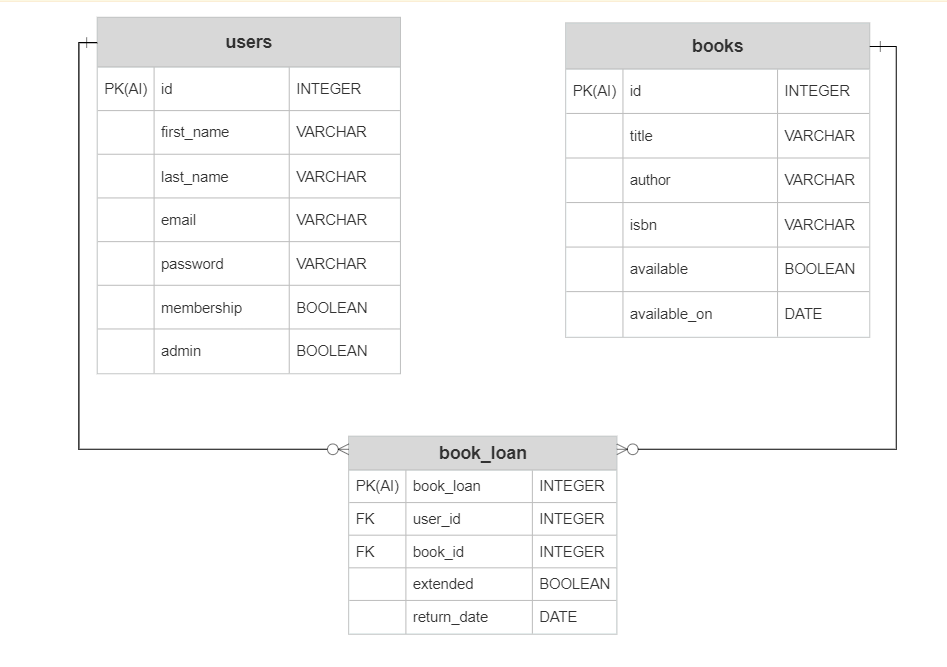 users
PK(AI) id INTEGER
first_name VARCHAR
last_name VARCHAR
email VARCHAR
password VARCHAR
membership BOOLEAN
admin BOOLEAN
books
PK(AI) id INTEGER
title VARCHAR
author VARCHAR
isbn VARCHAR
available BOOLEAN
available_on DATE
book_loan
PK(AI) book_loan INTEGER
FK user_id INTEGER
FK book_id INTEGER
extended BOOLEAN
return_date DATE